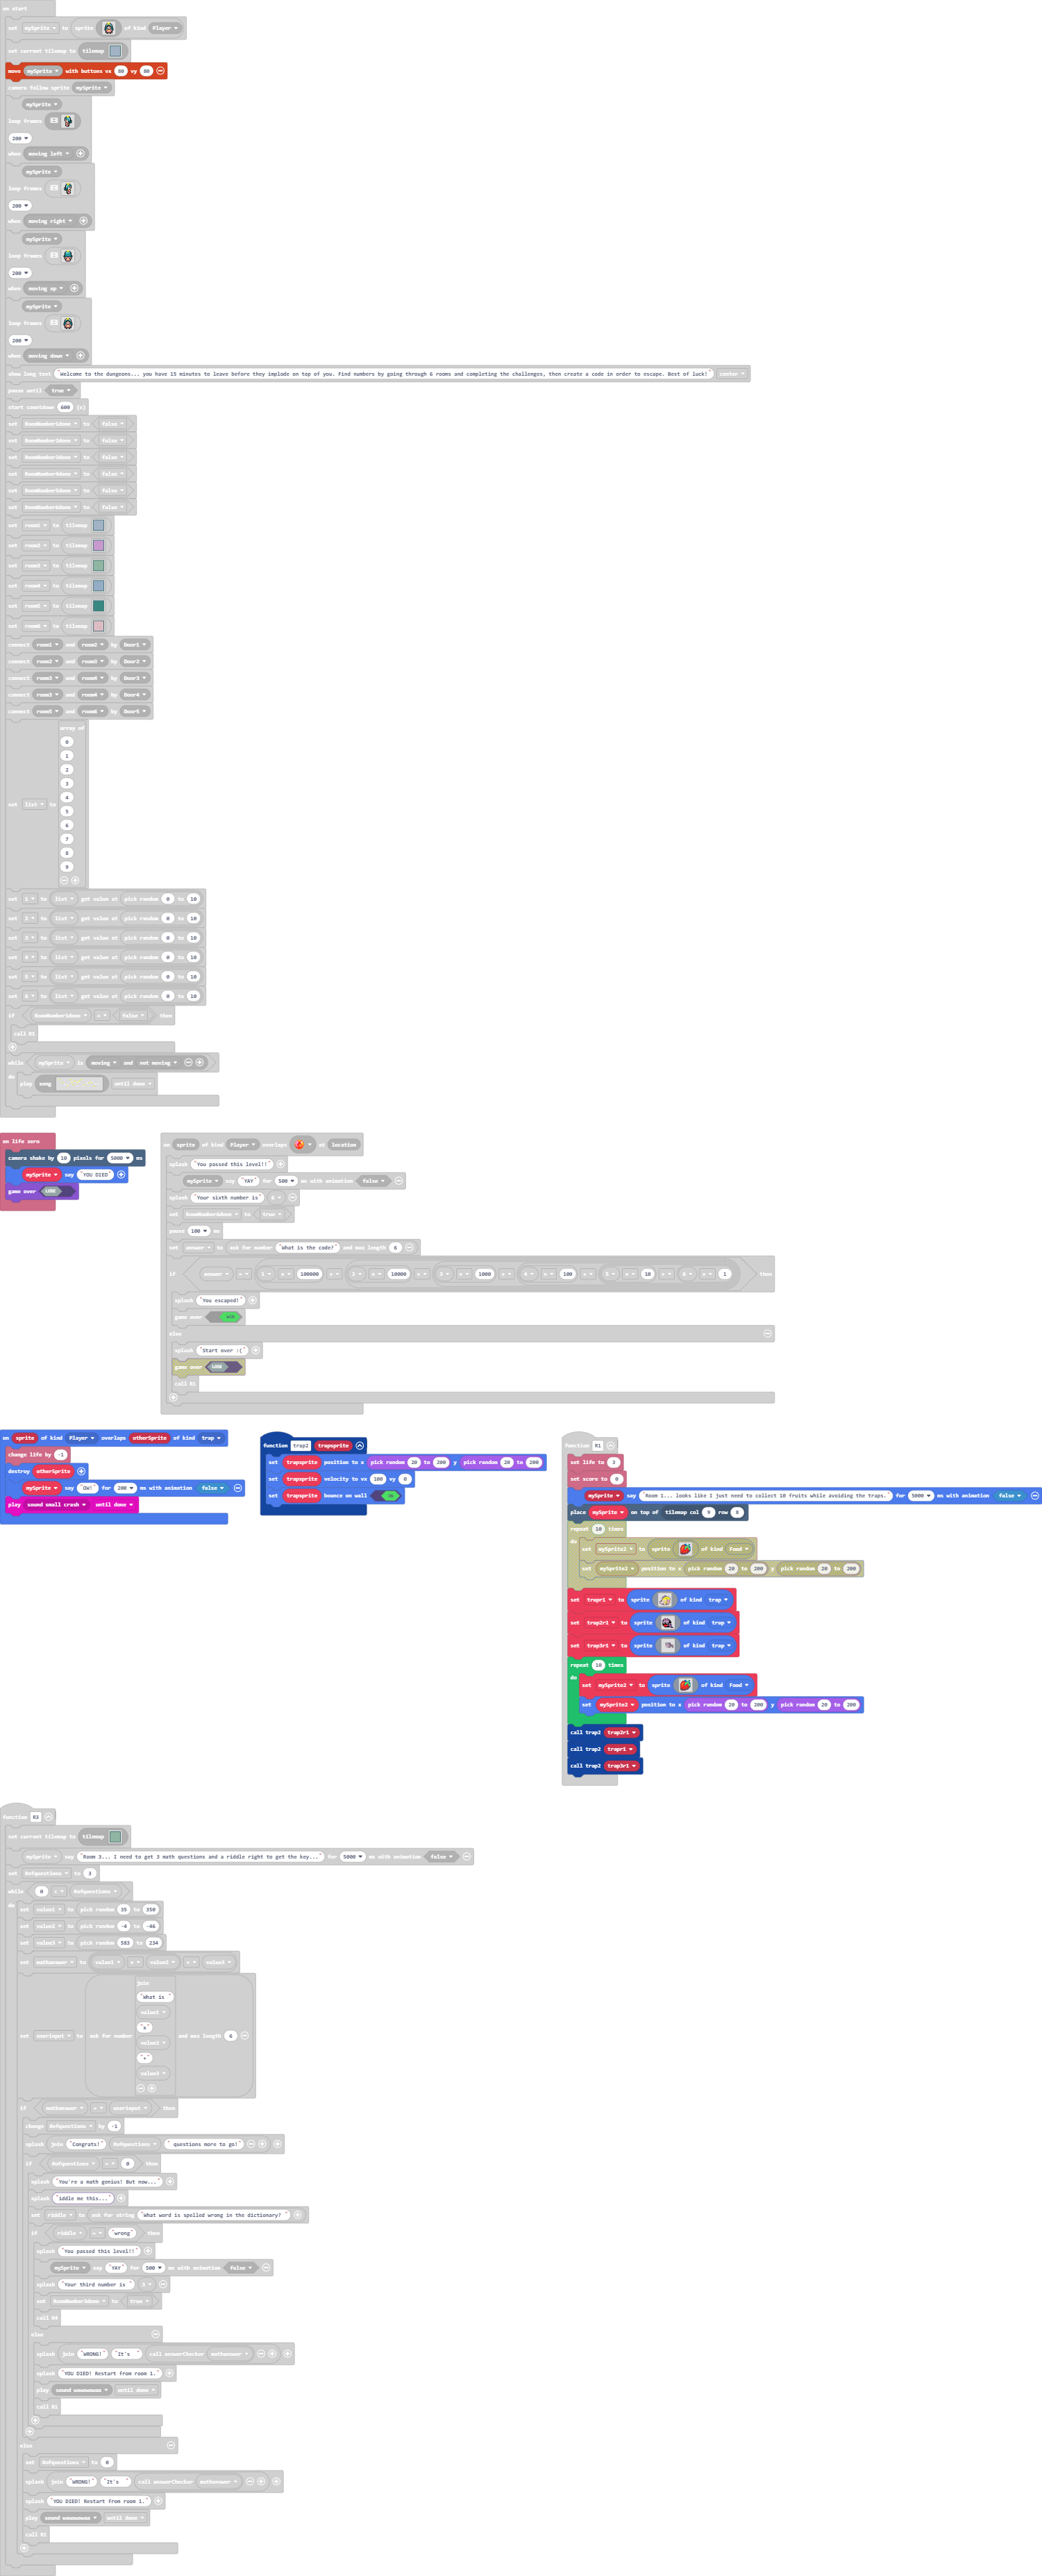 on start
set mySprite to sprite of kind Player
set current tilemap to tilemap
move mySprite with buttons vx 80 vy 80
camera follow sprite mySprite
mySprite
loop frames
200
when moving left
mySprite
loop frames
200
when moving right
mySprite
loop frames
200
when moving up
mySprite
loop frames
200
when moving down
show long text "Welcome to the dungeons... you have 15 minutes to leave before they implode on top of you. Find numbers by going through 6 rooms and completing the challenges, then create a code in order to escape. Best of luck!" center
pause until true
start countdown 600 (s)
set to false
set to false
set to false
set to false
set to false
set to false
set room1 to tilemap
set room2 to tilemap
set room3 to tilemap
set room4 to tilemap
set room5 to tilemap
set room6 to tilemap
connect room1 and room2 by Door1
connect room2 and room3 by Door2
connect room3 and room4 by Door3
connect room3 and room4 by Door4
connect room5 and room6 by Door5
array of
0
1
2
3
4
set list to
5
6
7
8
9
set 1 to list get value at pick random 0 to 10
set 2 to list get value at pick random 0 to 10
set 3 to list get value at pick random 0 to 10
set 4 to list get value at pick random 0 to 10
set 5 to list get value at pick random 0 to 10
set 6 to list get value at pick random 0 to 10
if RoomNumber1done = false then
call R1
while mySprite is moving and not moving
do
play song until done
on life zero
camera shake by 10 pixels for 5000 ms
mySprite say "YOU DIED"
game over LOSE
on sprite of kind Player overlaps at location
splash "You passed this level!!"
mySprite say "YAY" for 500 ms with animation false
splash "Your sixth number is" 6
set RoomNumber6done to true
pause 100 ms
set answer to ask for number "What is the code?" and max length 6
if answer = 1 x 100000 + 2 x 10000 + 3 x 1000 + 4 x 100 + 5 x 10 + 6 x 1 then
splash "You escaped!"
game over WIN
else
splash "Start over :("
game over LOSE
call R1
on sprite of kind Player overlaps otherSprite of kind trap
change life by -1
destroy otherSprite
mySprite say "Ow!" for 200 ms with animation false
play sound small crash until done
function trap2 trapsprite
set trapsprite position to x pick random 20 to 200 y pick random 20 to 200
set trapsprite velocity to vx 100 vy 0
set trapsprite bounce on wall ON
function R1
set life to 3
set score to 0
mySprite say "Room 1... looks like I just need to collect 10 fruits while avoiding the traps." for 5000 ms with animation false
place mySprite on top of tilemap col 9 row 8
repeat 10 times
do
set mySprite2 to sprite of kind Food
set mySprite2 position to x pick random 20 to 200 y pick random 20 to 200
set trapr1 to sprite of kind trap
set trap2r1 to sprite of kind trap
set trap3r1 to sprite of kind trap
repeat 10 times
do
set mySprite2 to sprite of kind Food
set mySprite2 position to x pick random 20 to 200 y pick random 20 to 200
call trap2 trap2r1
call trap2 trapr1
call trap2 trap3r1
function R3
set current tilemap to tilemap
mySprite say "Room 3... I need to get 3 math questions and a riddle right to get the key..." for 5000 ms with animation false
set #ofquestions to 3
while 0 < #ofquestions
do
set value1 to pick random 35 to 350
set value2 to pick random -4 to -46
set value3 to pick random 583 to 234
set mathanswer to value1 x value2 + value3
join
"What is "
value1
"x"
set userinput to ask for number and max length 6
value2
"+"
value3
if mathanswer = userinput then
change #ofquestions by -1
splash join "Congrats!" #ofquestions " questions more to go!"
if #ofquestions = 0 then
splash "You're a math genius! But now..."
splash "iddle me this..."
set riddle to ask for string "What word is spelled wrong in the dictionary? "
if riddle = "wrong" then
splash "You passed this level!!"
mySprite say "YAY" for 500 ms with animation false
splash "Your third number is " 3
set RoomNumber3done to true
call R4
else
splash join "WRONG!" "It's " call answerChecker mathanswer
splash "YOU DIED! Restart from room 1."
play sound wawawawaa until done
call R1
else
set #ofquestions to 0
splash join "WRONG!" "It's " call answerChecker mathanswer
splash "YOU DIED! Restart from room 1."
play sound wawawawaa until done
call R1